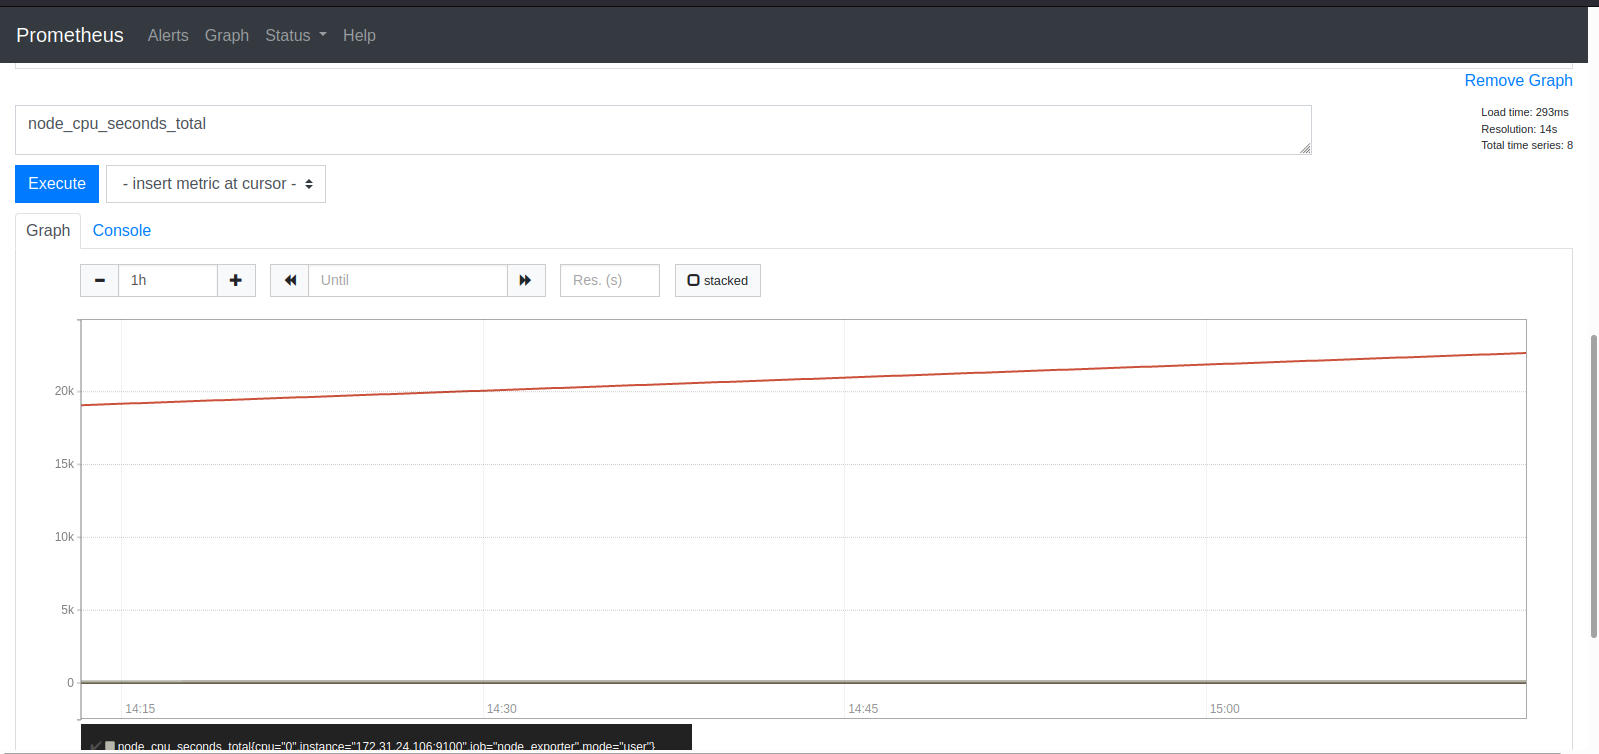 Prometheus Alerts Graph Status Help
Remove Graph
node_cpu_seconds_total
Load time: 293ms
Resolution: 14s
Total time series: 8
Execute - insert metric at cursor -
Graph Console
1h Until Res. (s) stacked
20k
15k
10k
5k
0
14:15 14:30 14:45 15:00
node_cpu_seconds_total{cpu="0",instance="172.31.24.106:9100",job="node_exporter",mode="user"}